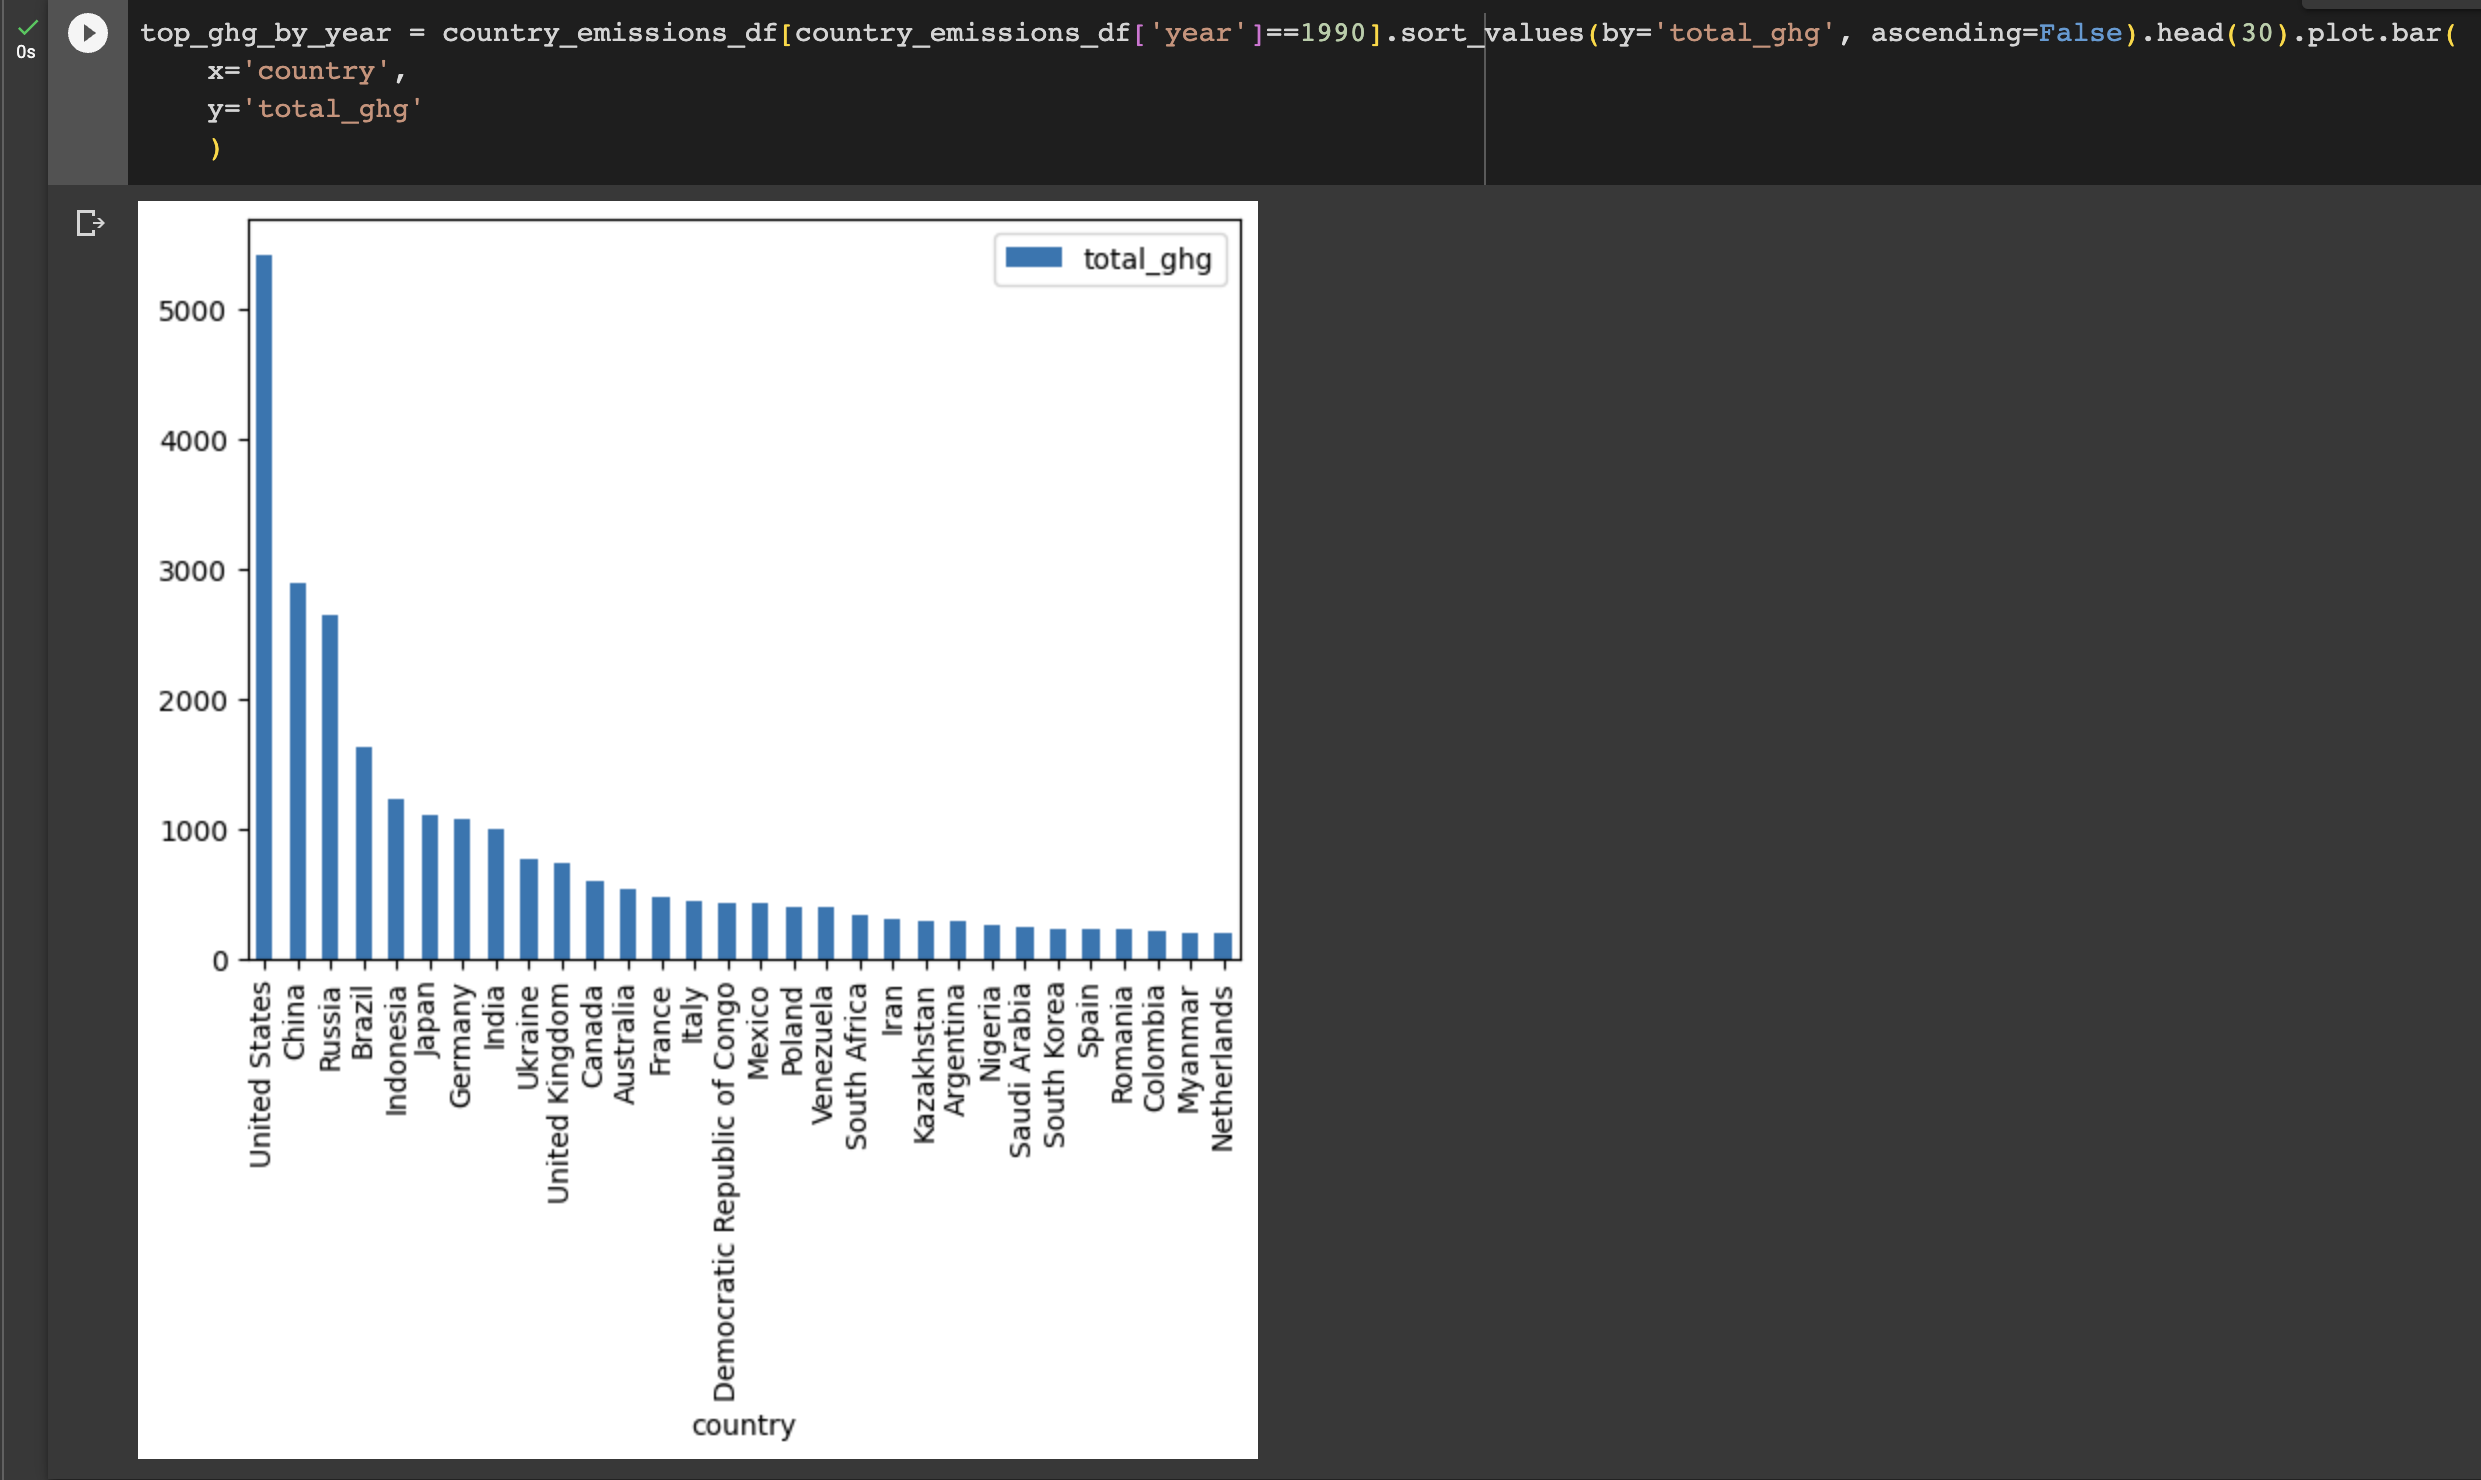 top_ghg_by_year = country_emissions_df[country_emissions_df['year']==1990].sort_values(by='total_ghg', ascending=False).head(30).plot.bar(
    x='country',
    y='total_ghg'
    )
0s
total_ghg
5000
4000
3000
2000
1000
0
United States
China
Russia
Brazil
Indonesia
Japan
Germany
India
Ukraine
United Kingdom
Canada
Australia
France
Italy
Democratic Republic of Congo
Mexico
Poland
Venezuela
South Africa
Iran
Kazakhstan
Argentina
Nigeria
Saudi Arabia
South Korea
Spain
Romania
Colombia
Myanmar
Netherlands
country